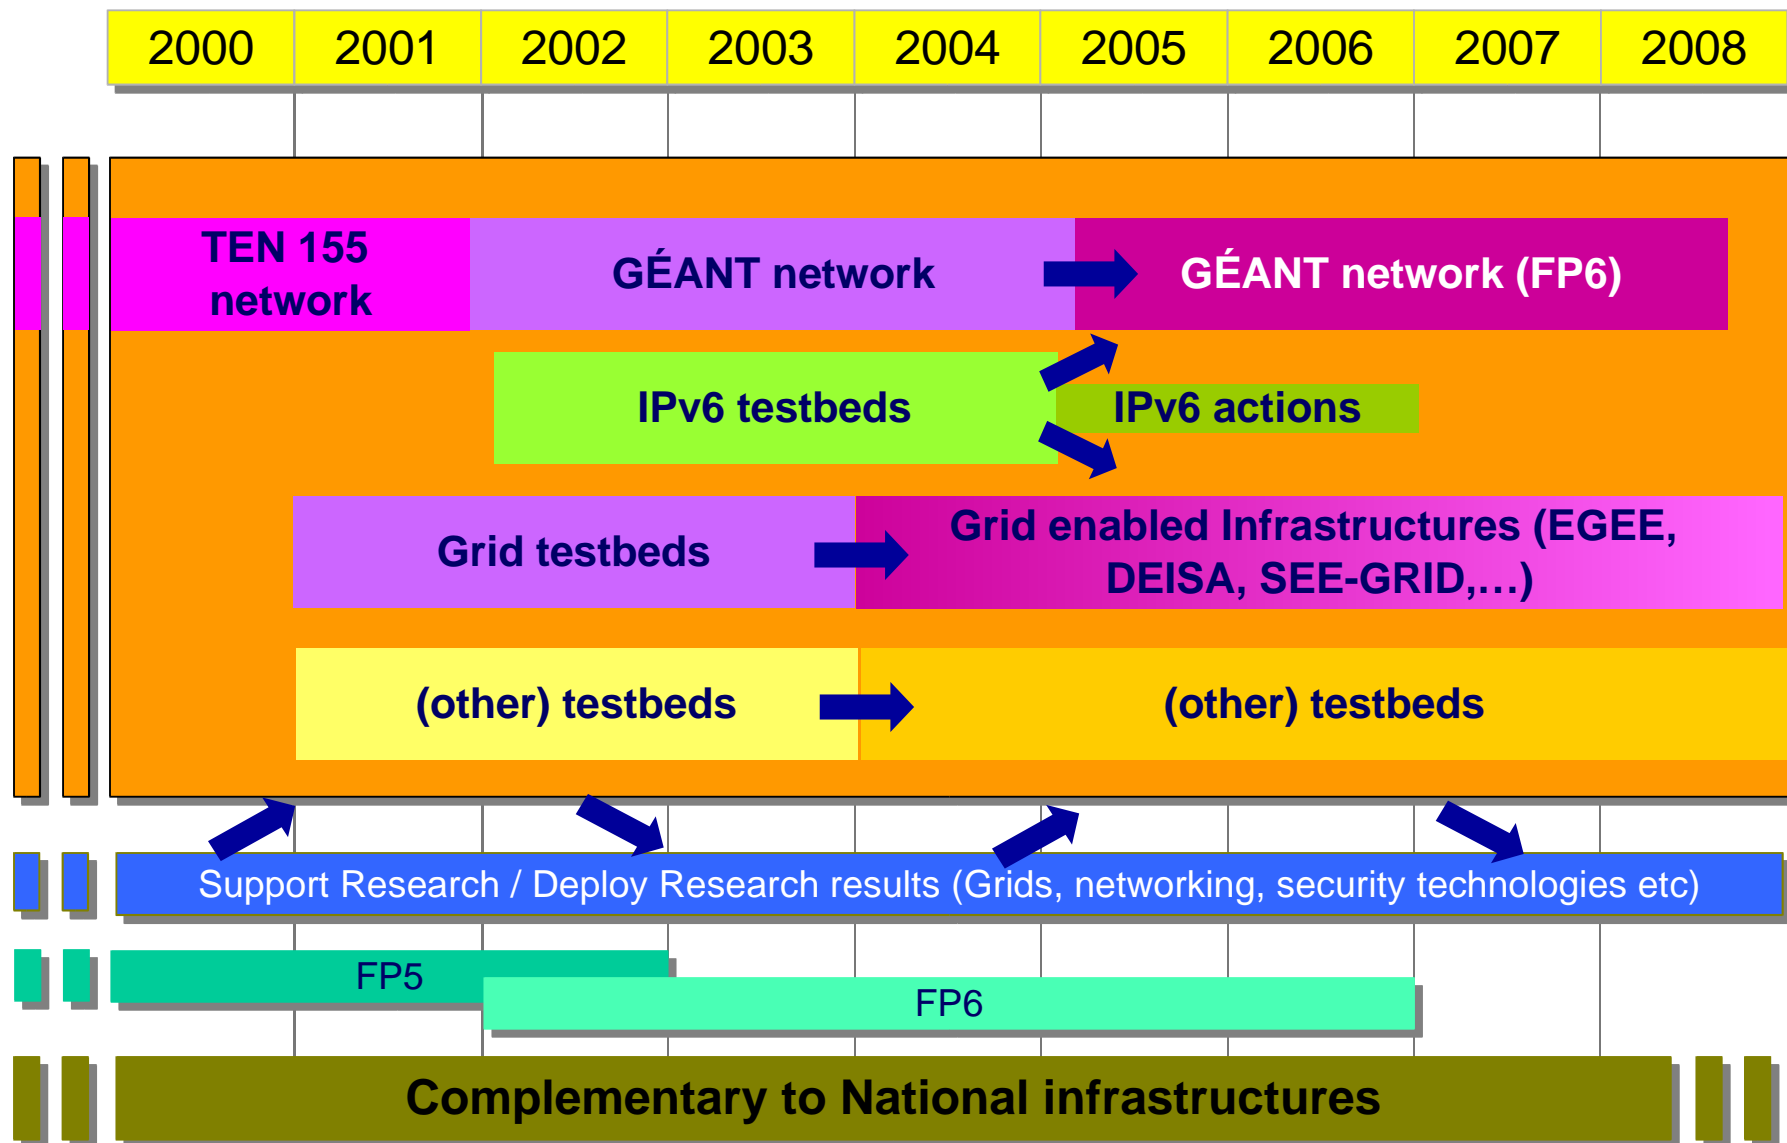 2000 2001 2002 2003 2004 2005 2006 2007 2008
TEN 155
network
GÉANT network
GÉANT network (FP6)
IPv6 testbeds
IPv6 actions
Grid testbeds
Grid enabled Infrastructures (EGEE,
DEISA, SEE-GRID,...)
(other) testbeds
(other) testbeds
Support Research / Deploy Research results (Grids, networking, security technologies etc)
FP5
FP6
Complementary to National infrastructures